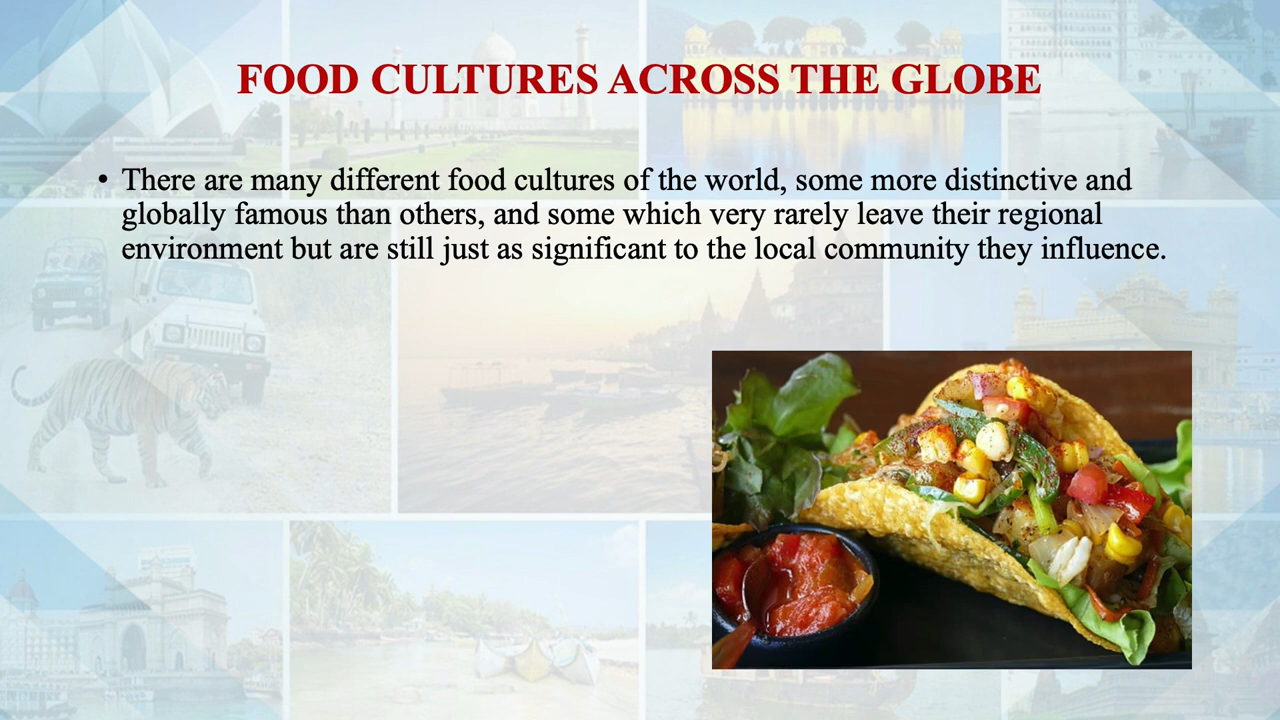 FOOD CULTURES ACROSS THE GLOBE
• There are many different food cultures of the world, some more distinctive and
globally famous than others, and some which very rarely leave their regional
environment but are still just as significant to the local community they influence.